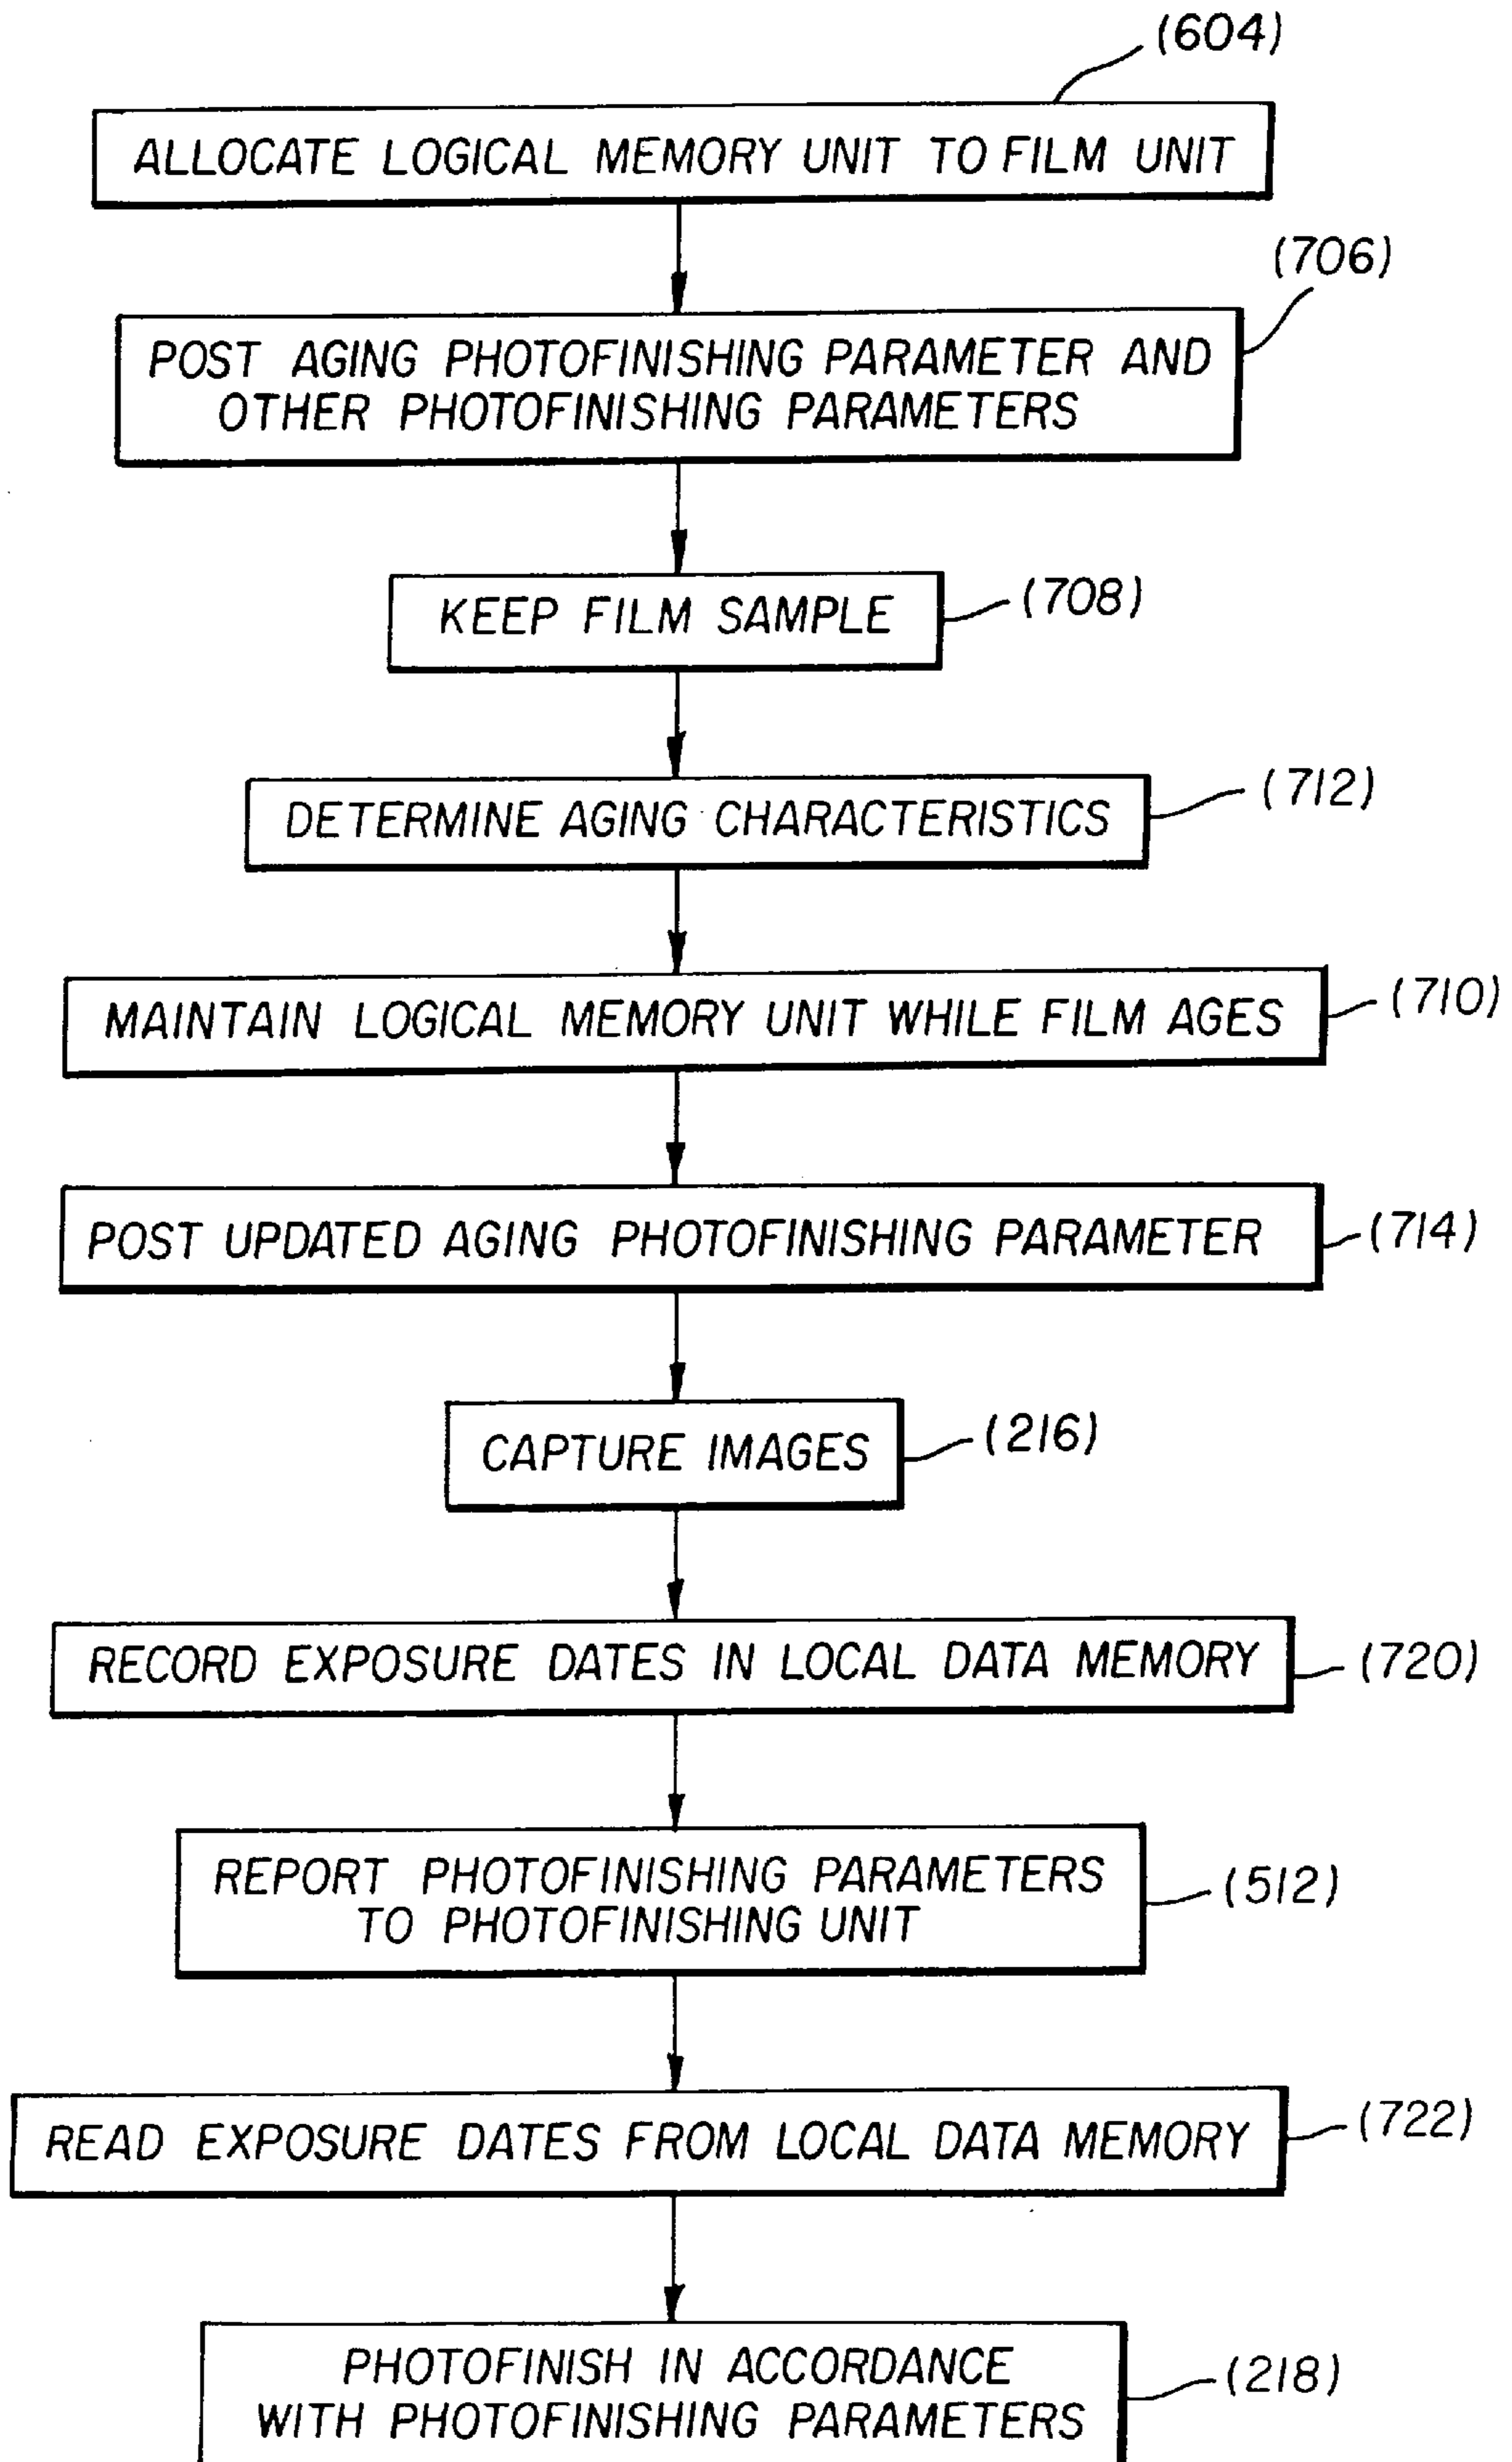 (604)
ALLOCATE LOGICAL MEMORY UNIT TO FILM UNIT
(706)
POST AGING PHOTOFINISHING PARAMETER AND
OTHER PHOTOFINISHING PARAMETERS
KEEP FILM SAMPLE (708)
DETERMINE AGING CHARACTERISTICS (712)
MAINTAIN LOGICAL MEMORY UNIT WHILE FILM AGES (710)
POST UPDATED AGING PHOTOFINISHING PARAMETER (714)
CAPTURE IMAGES (216)
RECORD EXPOSURE DATES IN LOCAL DATA MEMORY (720)
REPORT PHOTOFINISHING PARAMETERS
TO PHOTOFINISHING UNIT
(512)
READ EXPOSURE DATES FROM LOCAL DATA MEMORY (722)
PHOTOFINISH IN ACCORDANCE
WITH PHOTOFINISHING PARAMETERS
(218)